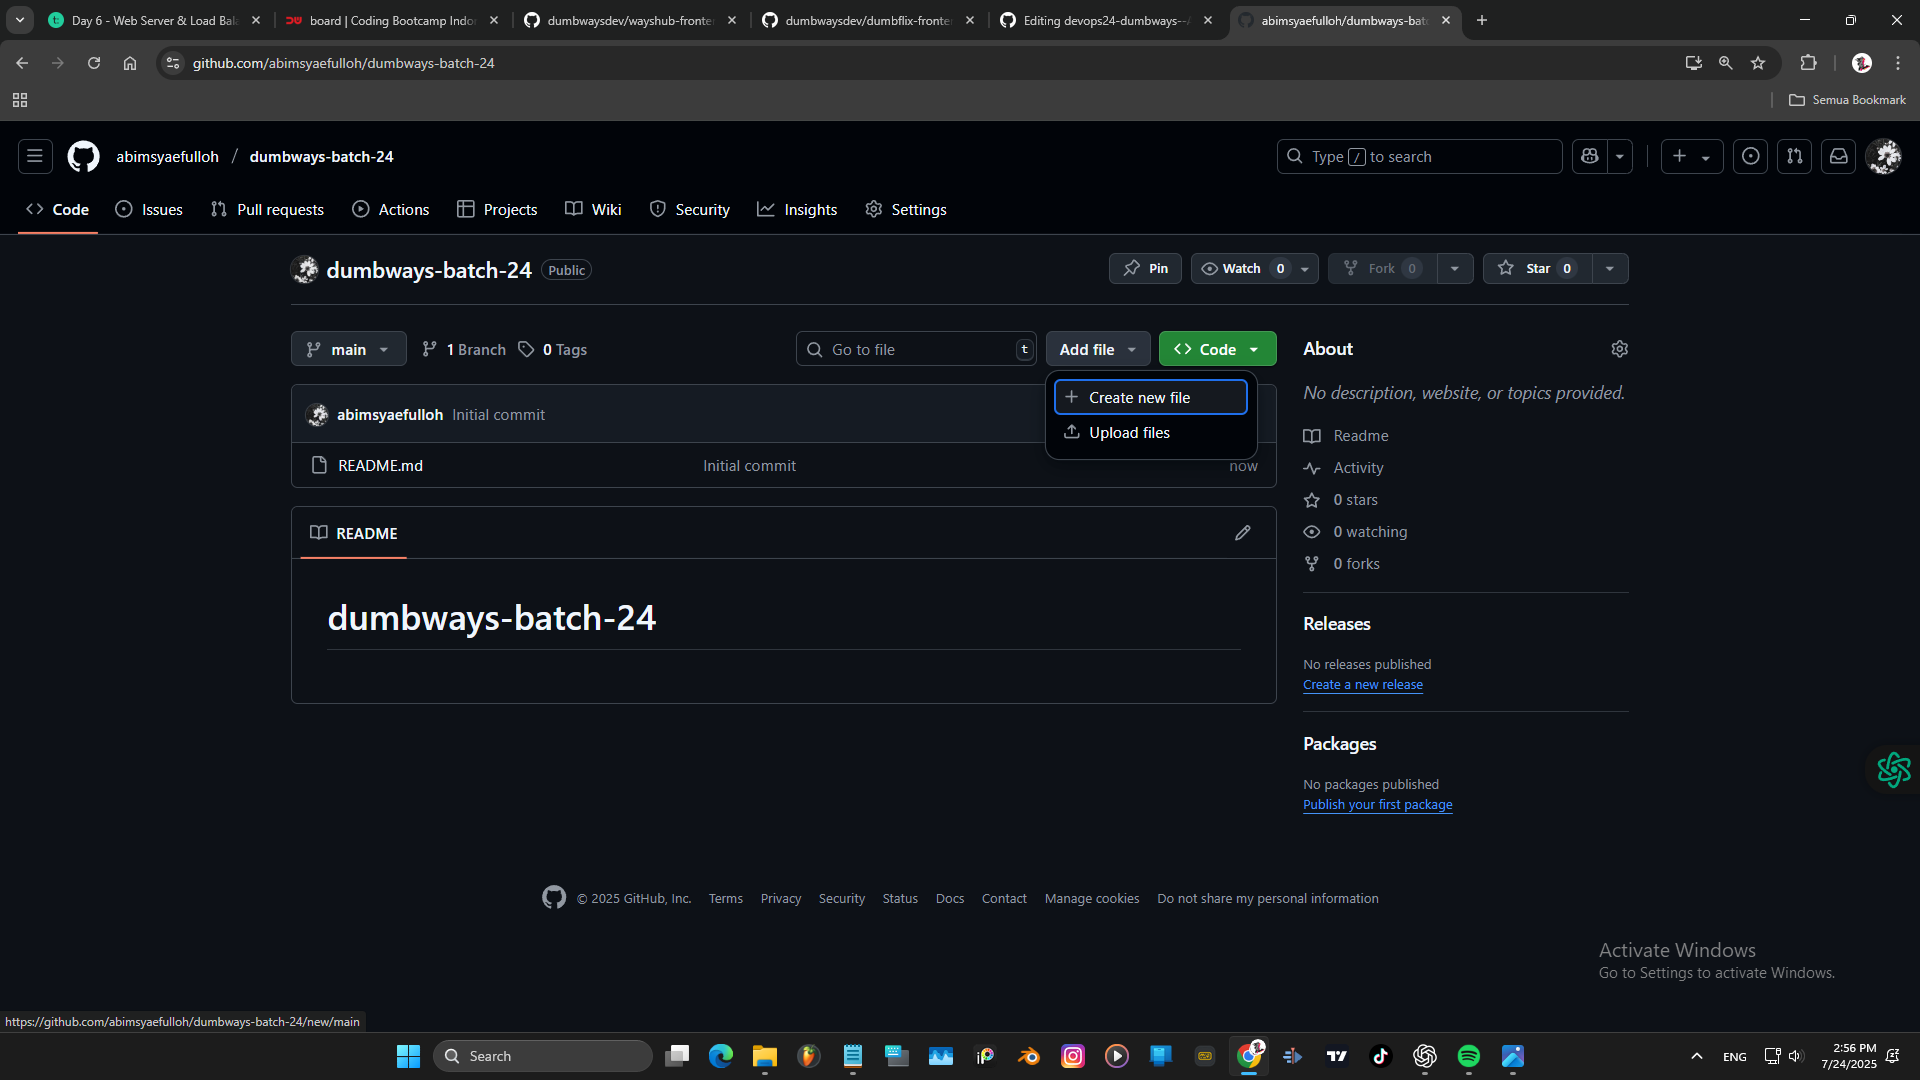 Day 6 - Web Server & Load Bala
board | Coding Bootcamp Indon
dumbwaysdev/wayshub-fronten
dumbwaysdev/dumbflix-fronten
Editing devops24-dumbways--
abimsyaefulloh/dumbways-batc
github.com/abimsyaefulloh/dumbways-batch-24
Semua Bookmark
abimsyaefulloh / dumbways-batch-24
Type / to search
Code
Issues
Pull requests
Actions
Projects
Wiki
Security
Insights
Settings
dumbways-batch-24 Public
Pin
Watch 0
Fork 0
Star 0
main
1 Branch
0 Tags
Go to file t
Add file
Code
Create new file
Upload files
abimsyaefulloh Initial commit
README.md Initial commit now
README
dumbways-batch-24
About
No description, website, or topics provided.
Readme
Activity
0 stars
0 watching
0 forks
Releases
No releases published
Create a new release
Packages
No packages published
Publish your first package
© 2025 GitHub, Inc. Terms Privacy Security Status Docs Contact Manage cookies Do not share my personal information
Activate Windows
Go to Settings to activate Windows.
https://github.com/abimsyaefulloh/dumbways-batch-24/new/main
Search
ENG
2:56 PM
7/24/2025